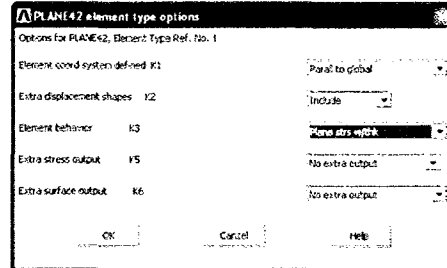 PLANE42 element type options
Options for PLANE42, Element Type Ref. No. 1
Element coord system defined K1 Parall to global
Extra displacement shapes K2 Include
Element behavior K3 Plane strs w/thk
Extra stress output K5 No extra output
Extra surface output K6 No extra output
OK Cancel Help